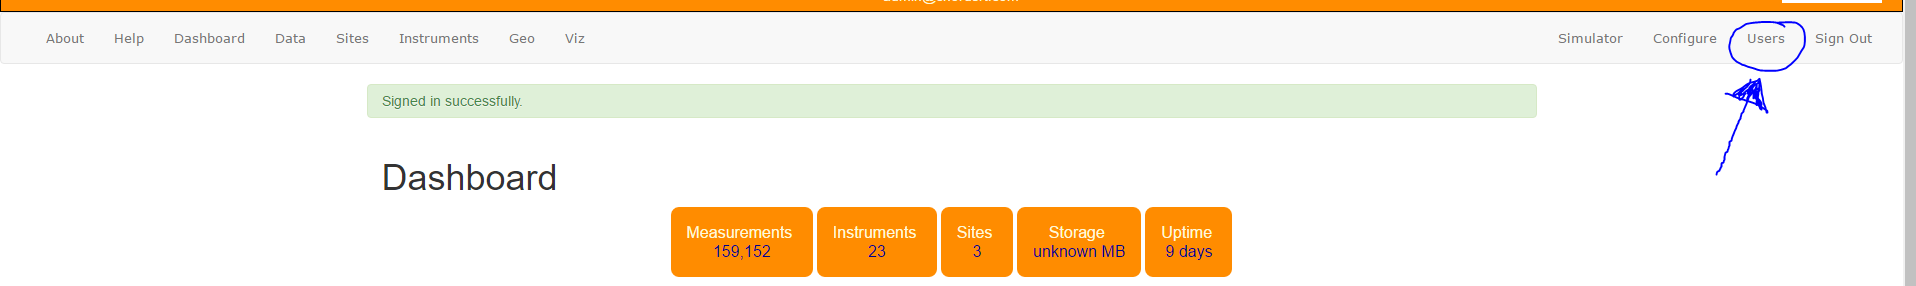 About Help Dashboard Data Sites Instruments Geo Viz Simulator Configure Users Sign Out
Signed in successfully.
Dashboard
Measurements Instruments Sites Storage Uptime
159,152 23 3 unknown MB 9 days